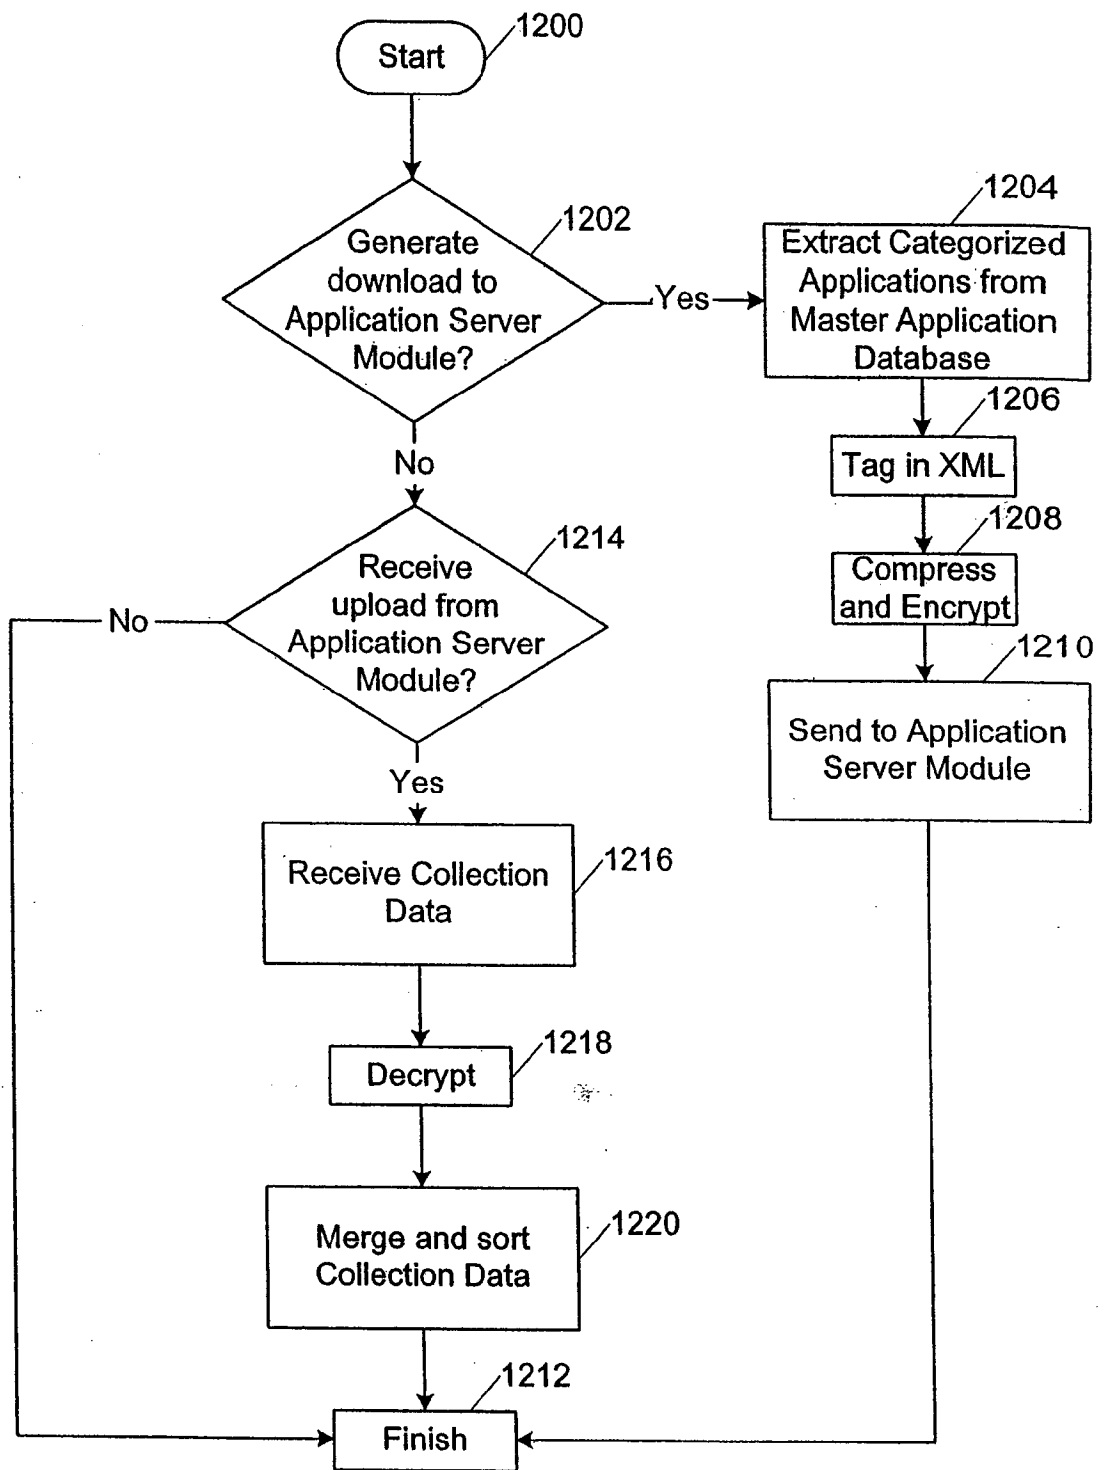 1200
Start
1202
Generate
download to
Application Server
Module?
Yes
1204
Extract Categorized
Applications from
Master Application
Database
1206
Tag in XML
1208
Compress
and Encrypt
1210
Send to Application
Server Module
No
1214
Receive
upload from
Application Server
Module?
No
Yes
1216
Receive Collection
Data
1218
Decrypt
1220
Merge and sort
Collection Data
1212
Finish